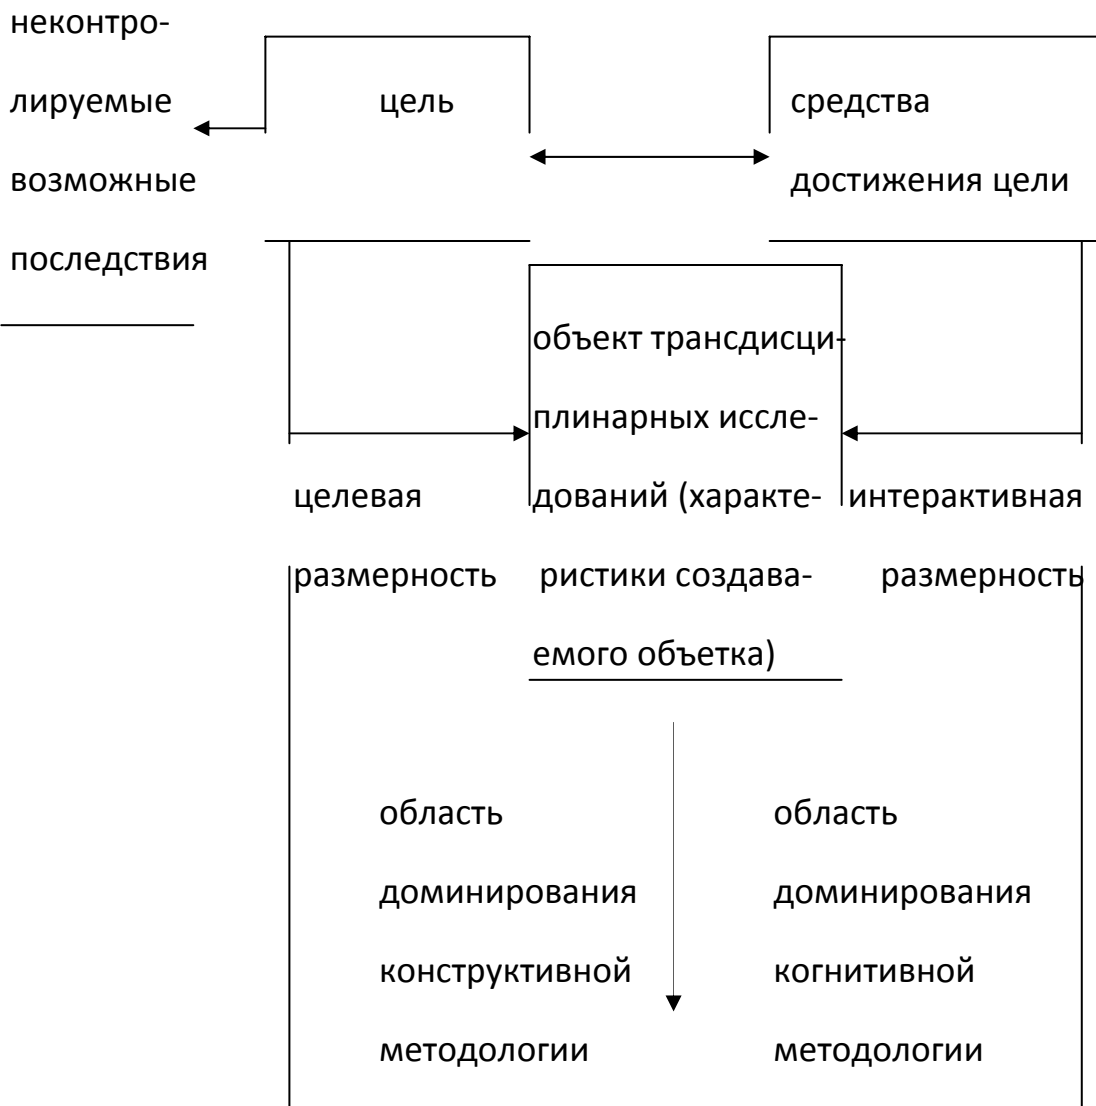 неконтро-
лируемые
возможные
последствия
цель
средства
достижения цели
объект трансдисци-
плинарных иссле-
дований (характе-
ристики создава-
емого объетка)
целевая
размерность
интерактивная
размерность
область
доминирования
конструктивной
методологии
область
доминирования
когнитивной
методологии